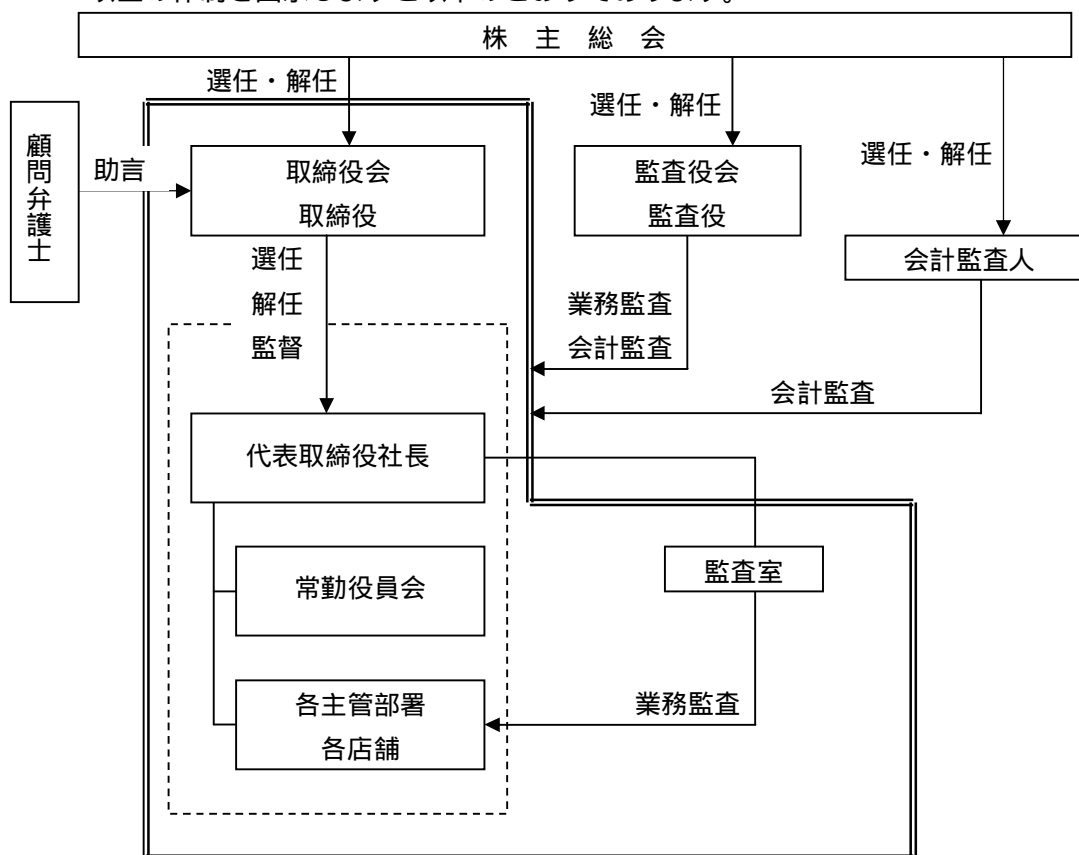 株 主 総 会
選任・解任
選任・解任
選任・解任
顧問弁護士
助言
取締役会
取締役
監査役会
監査役
会計監査人
選任
解任
監督
業務監査
会計監査
会計監査
代表取締役社長
常勤役員会
監査室
各主管部署
各店舗
業務監査